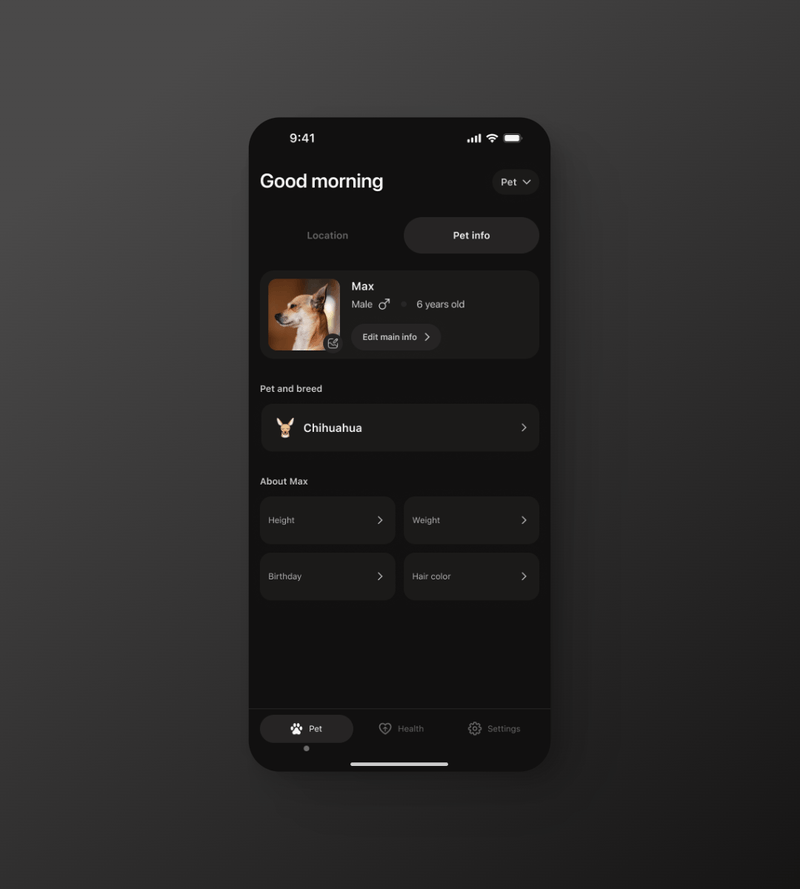 9:41
Good morning
Pet
Location
Pet info
Max
Male
6 years old
Edit main info
Pet and breed
Chihuahua
About Max
Height
Weight
Birthday
Hair color
Pet
Health
Settings